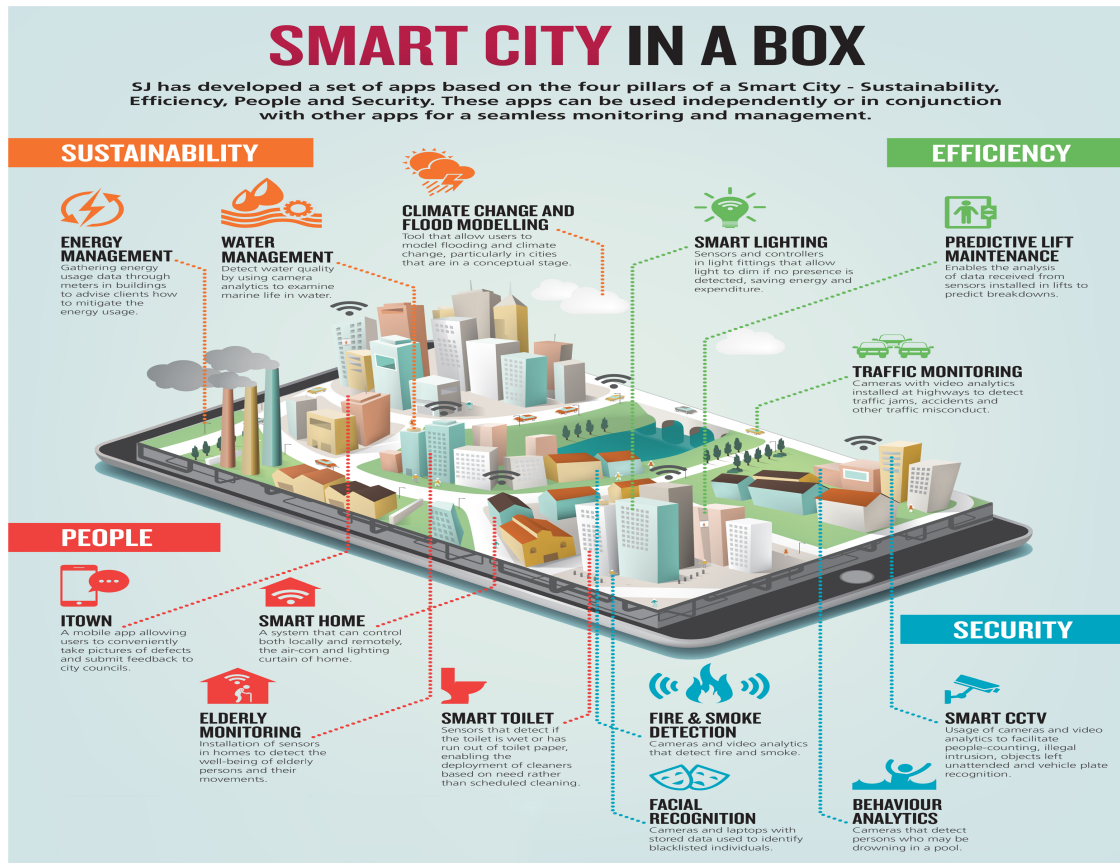 SMART CITY IN A BOX
SJ has developed a set of apps based on the four pillars of a Smart City - Sustainability,
Efficiency, People and Security. These apps can be used independently or in conjunction
with other apps for a seamless monitoring and management.
SUSTAINABILITY
ENERGY
MANAGEMENT
Gathering energy
usage data through
meters in buildings
to advise clients how
to mitigate the
energy usage.
WATER
MANAGEMENT
Detect water quality
by using camera
analytics to examine
marine life in water.
CLIMATE CHANGE AND
FLOOD MODELLING
Tool that allow users to
model flooding and climate
change, particularly in cities
that are in a conceptual stage.
EFFICIENCY
SMART LIGHTING
Sensors and controllers
in light fittings that allow
light to dim if no presence is
detected, saving energy and
expenditure.
PREDICTIVE LIFT
MAINTENANCE
Enables the analysis
of data received from
sensors installed in lifts to
predict breakdowns.
TRAFFIC MONITORING
Cameras with video analytics
installed at highways to detect
traffic jams, accidents and
other traffic misconduct.
PEOPLE
ITOWN
A mobile app allowing
users to conveniently
take pictures of defects
and submit feedback to
city councils.
SMART HOME
A system that can control
both locally and remotely,
the air-con and lighting
curtain of home.
ELDERLY
MONITORING
Installation of sensors
in homes to detect the
well-being of elderly
persons and their
movements.
SMART TOILET
Sensors that detect if
the toilet is wet or has
run out of toilet paper,
enabling the
deployment of cleaners
based on need rather
than scheduled cleaning.
SECURITY
FIRE & SMOKE
DETECTION
Cameras and video analytics
that detect fire and smoke.
FACIAL
RECOGNITION
Cameras and laptops with
stored data used to identify
blacklisted individuals.
SMART CCTV
Usage of cameras and video
analytics to facilitate
people-counting, illegal
intrusion, objects left
unattended and vehicle plate
recognition.
BEHAVIOUR
ANALYTICS
Cameras that detect
persons who may be
drowning in a pool.